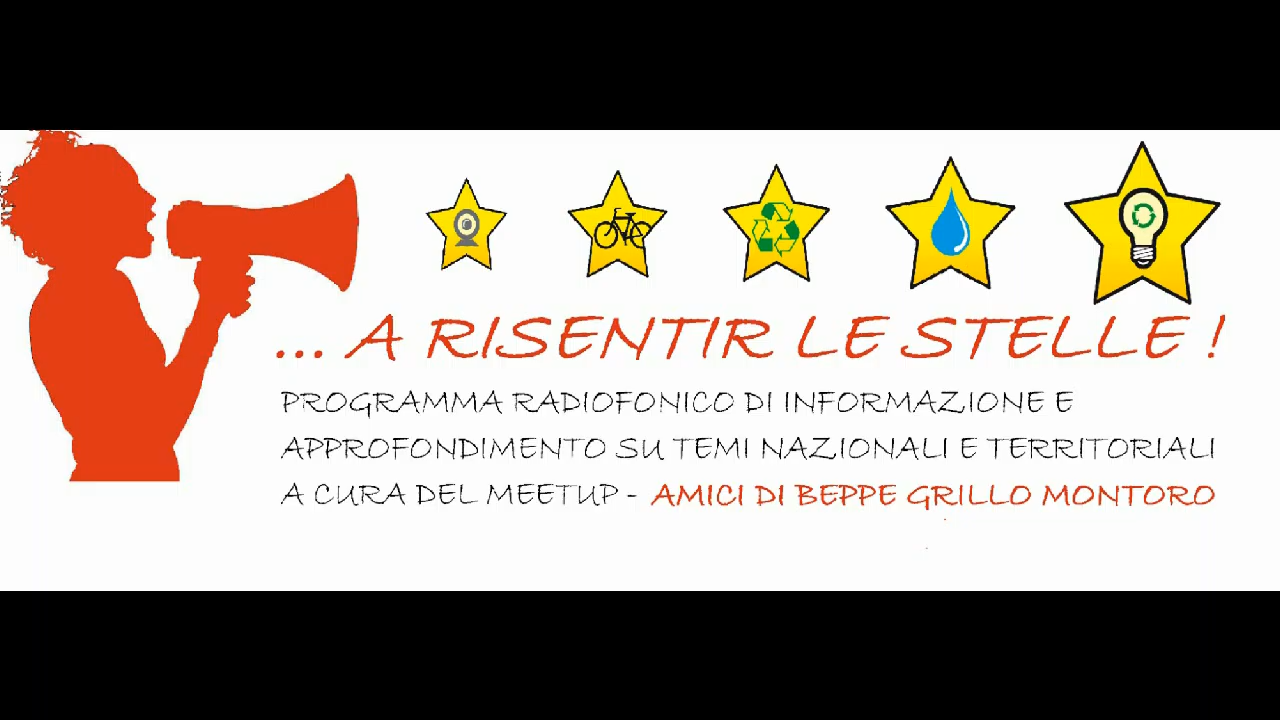 ... A RISENTIR LE STELLE !
PROGRAMMA RADIOFONICO DI INFORMAZIONE E
APPROFONDIMENTO SU TEMI NAZIONALI E TERRITORIALI
A CURA DEL MEETUP - AMICI DI BEPPE GRILLO MONTORO